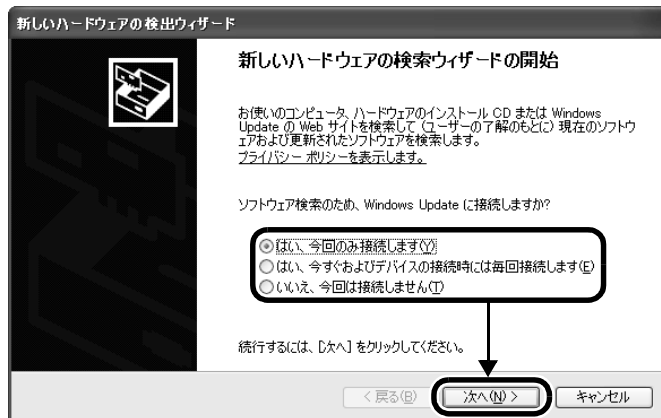 新しいハードウェアの検出ウィザード
新しいハードウェアの検索ウィザードの開始
お使いのコンピュータ、ハードウェアのインストール CD または Windows
Update の Web サイトを検索して (ユーザーの了解のもとに) 現在のソフトウ
ェアおよび更新されたソフトウェアを検索します。
プライバシー ポリシーを表示します。
ソフトウェア検索のため、Windows Update に接続しますか?
はい、今回のみ接続します(Y)
はい、今すぐおよびデバイスの接続時には毎回接続します(E)
いいえ、今回は接続しません(T)
続行するには、[次へ] をクリックしてください。
< 戻る(B)
次へ(N) >
キャンセル